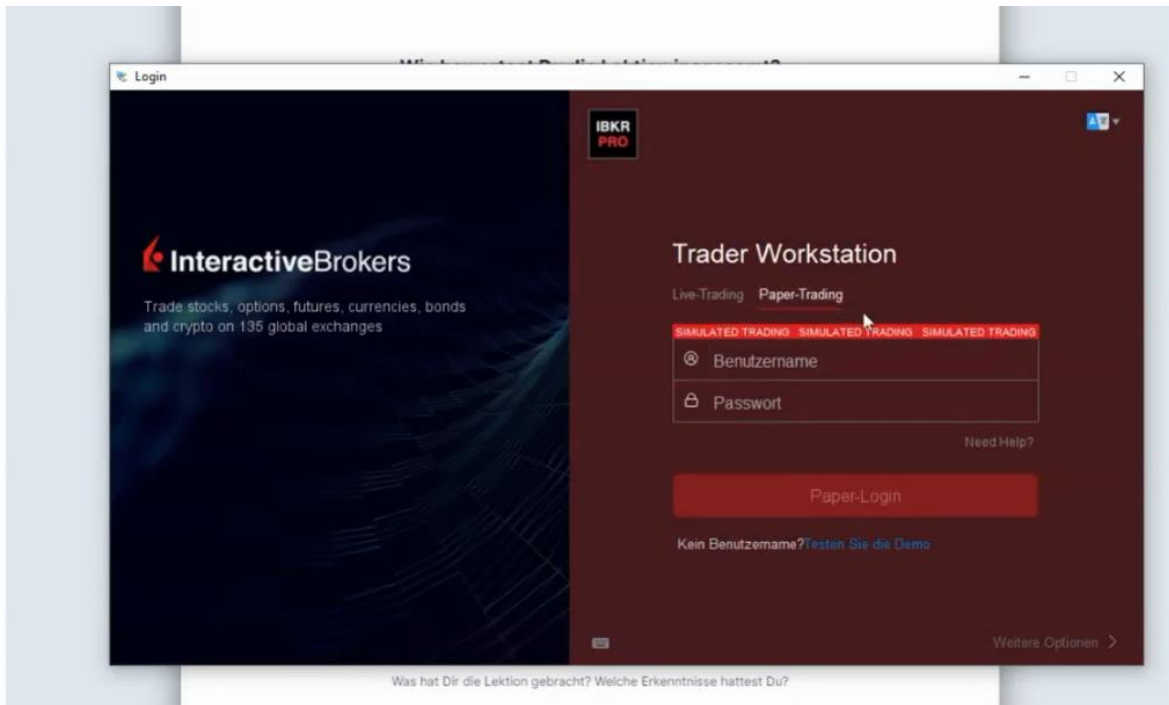 Login
IBKR
PRO
InteractiveBrokers
Trade stocks, options, futures, currencies, bonds
and crypto on 135 global exchanges
Trader Workstation
Live-Trading Paper-Trading
SIMULATED TRADING SIMULATED TRADING SIMULATED TRADING
Benutzername
Passwort
Need Help?
Paper-Login
Kein Benutzername?Testen Sie die Demo
Weitere Optionen
Was hat Dir die Lektion gebracht? Welche Erkenntnisse hattest Du?